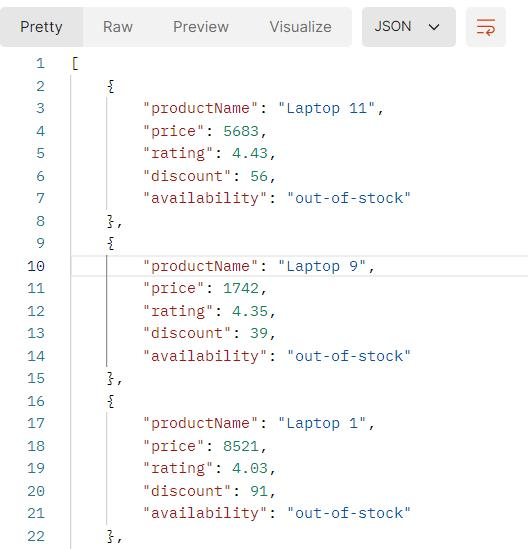 Pretty Raw Preview Visualize JSON
1 [
2 {
3 "productName": "Laptop 11",
4 "price": 5683,
5 "rating": 4.43,
6 "discount": 56,
7 "availability": "out-of-stock"
8 },
9 {
10 "productName": "Laptop 9",
11 "price": 1742,
12 "rating": 4.35,
13 "discount": 39,
14 "availability": "out-of-stock"
15 },
16 {
17 "productName": "Laptop 1",
18 "price": 8521,
19 "rating": 4.03,
20 "discount": 91,
21 "availability": "out-of-stock"
22 },